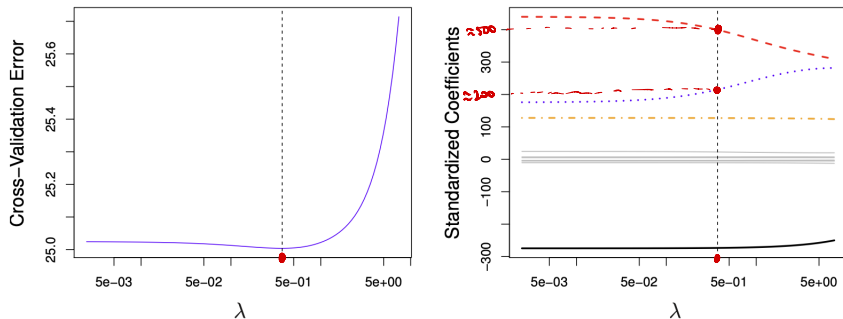 Cross−Validation Error
25.6
25.4
25.2
25.0
5e−03 5e−02 5e−01 5e+00
λ
Standardized Coefficients
≈200
300
100
0
−100
−300
5e−03 5e−02 5e−01 5e+00
λ